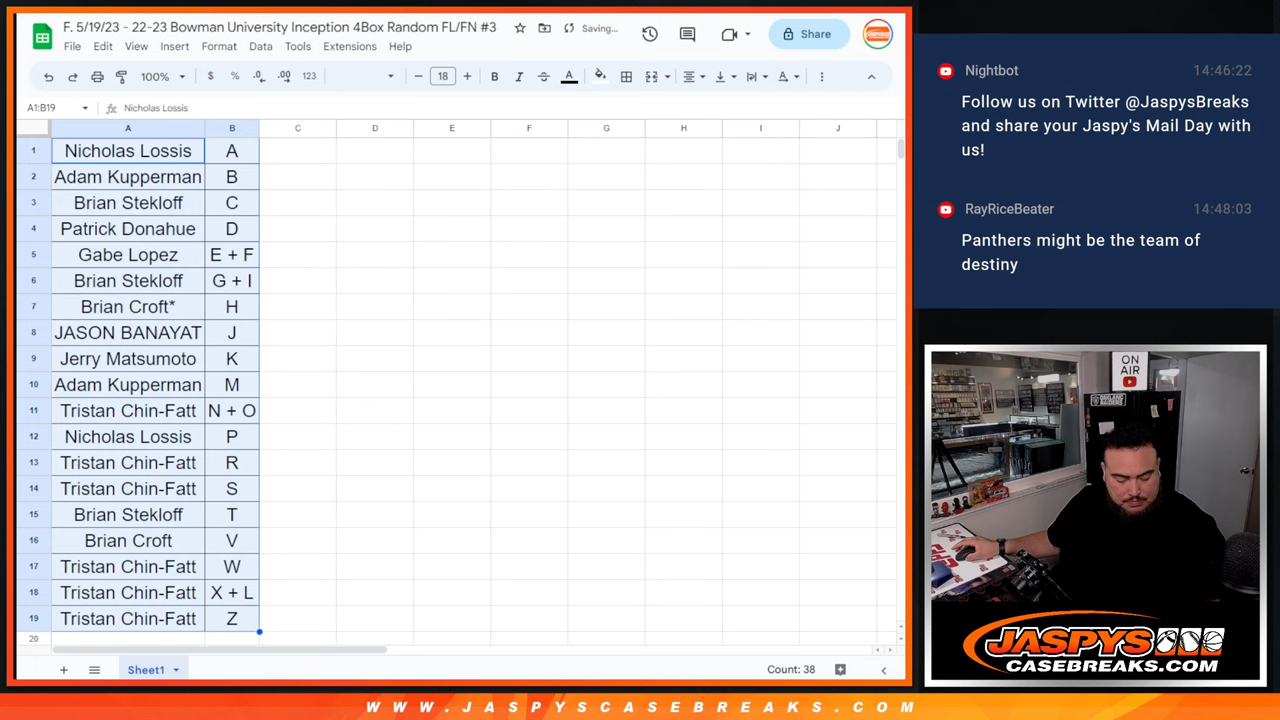 F. 5/19/23 - 22-23 Bowman University Inception 4Box Random FL/FN #3
Saving...
Share
File Edit View Insert Format Data Tools Extensions Help
100% $ % .0 .00 123 18 B I A
A1:B19 fx Nicholas Lossis
A B C D E F G H I J
1 Nicholas Lossis A
2 Adam Kupperman B
3 Brian Stekloff C
4 Patrick Donahue D
5 Gabe Lopez E + F
6 Brian Stekloff G + I
7 Brian Croft* H
8 JASON BANAYAT J
9 Jerry Matsumoto K
10 Adam Kupperman M
11 Tristan Chin-Fatt N + O
12 Nicholas Lossis P
13 Tristan Chin-Fatt R
14 Tristan Chin-Fatt S
15 Brian Stekloff T
16 Brian Croft V
17 Tristan Chin-Fatt W
18 Tristan Chin-Fatt X + L
19 Tristan Chin-Fatt Z
20
Sheet1
Count: 38
Nightbot 14:46:22
Follow us on Twitter @JaspysBreaks
and share your Jaspy's Mail Day with
us!
RayRiceBeater 14:48:03
Panthers might be the team of
destiny
ON
AIR
JASPYS
CASEBREAKS.COM
WWW.JASPYSCASEBREAKS.COM